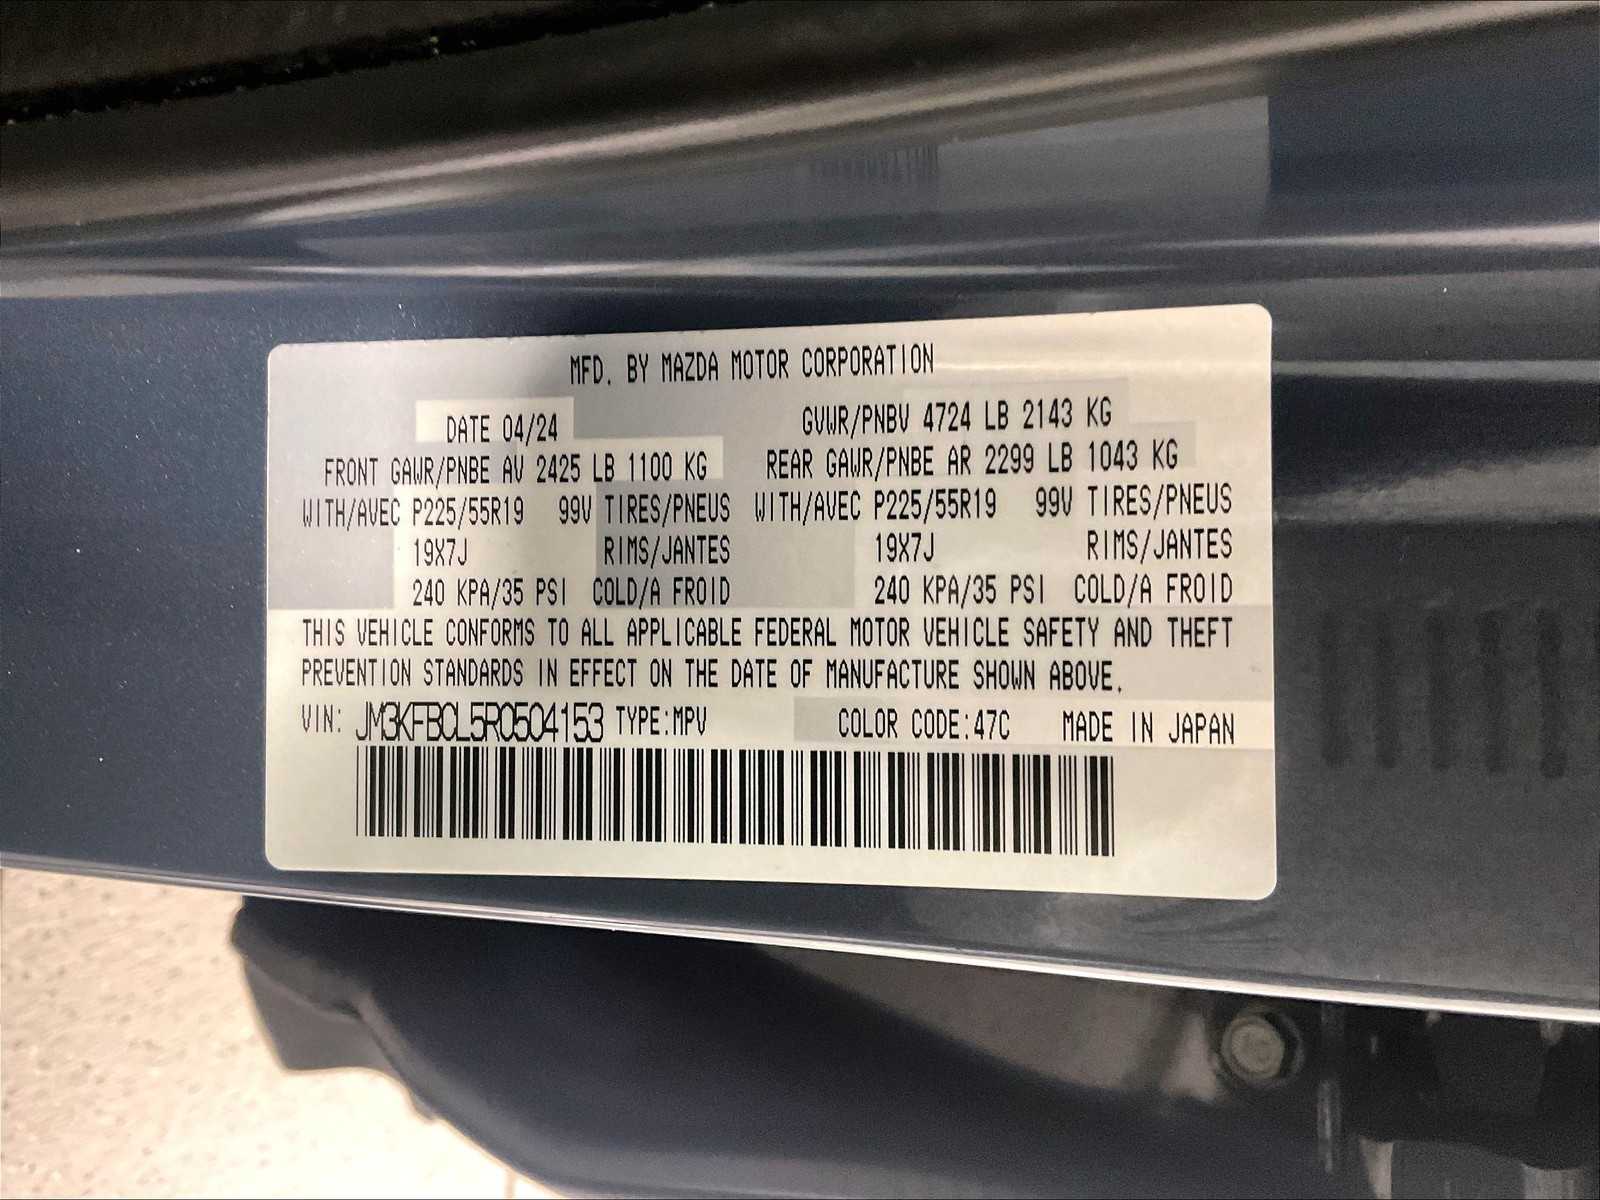 MFD. BY MAZDA MOTOR CORPORATION
DATE 04/24 GVWR/PNBV 4724 LB 2143 KG
FRONT GAWR/PNBE AV 2425 LB 1100 KG REAR GAWR/PNBE AR 2299 LB 1043 KG
WITH/AVEC P225/55R19 99V TIRES/PNEUS WITH/AVEC P225/55R19 99V TIRES/PNEUS
19X7J RIMS/JANTES 19X7J RIMS/JANTES
240 KPA/35 PSI COLD/A FROID 240 KPA/35 PSI COLD/A FROID
THIS VEHICLE CONFORMS TO ALL APPLICABLE FEDERAL MOTOR VEHICLE SAFETY AND THEFT
PREVENTION STANDARDS IN EFFECT ON THE DATE OF MANUFACTURE SHOWN ABOVE.
VIN: JM3KFBCL5R0504153 TYPE:MPV COLOR CODE:47C MADE IN JAPAN